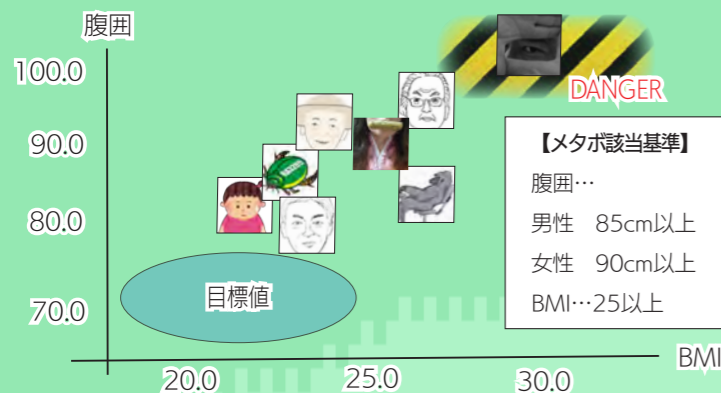 腹囲
100.0
90.0
80.0
70.0
目標値
DANGER
【メタボ該当基準】
腹囲…
男性　85cm以上
女性　90cm以上
BMI…25以上
20.0
25.0
30.0
BMI